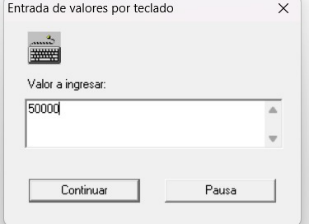 Entrada de valores por teclado
Valor a ingresar:
50000
Continuar
Pausa